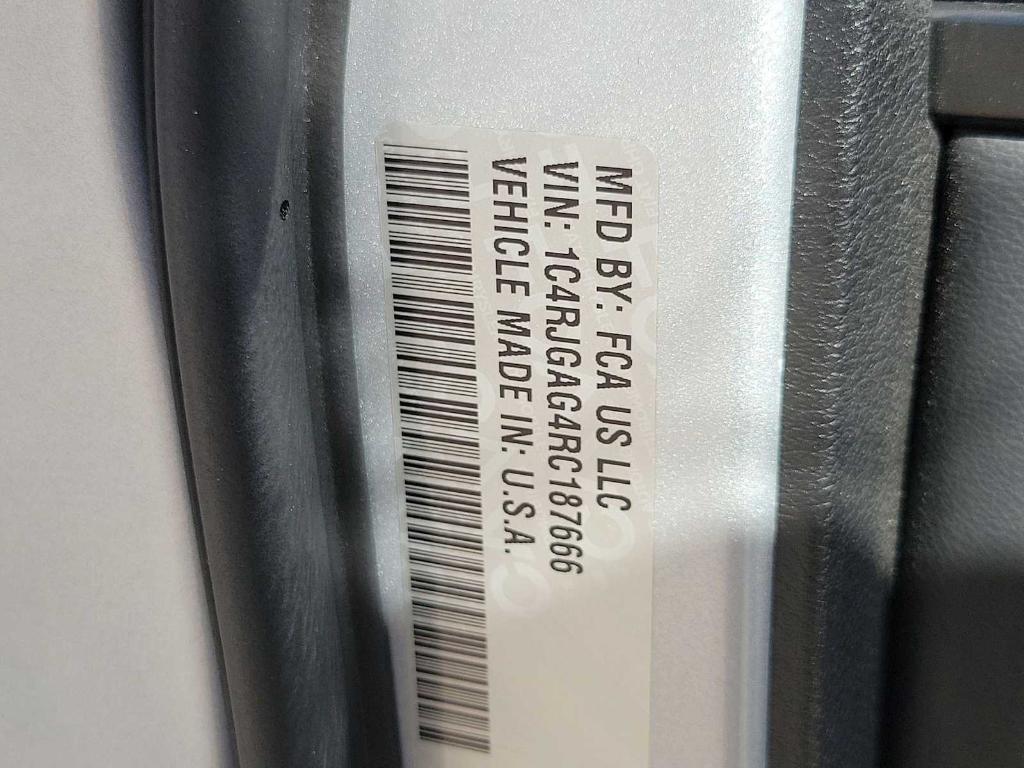 MFD BY: FCA US LLC
VIN: 1C4RJGAG4RC187666
VEHICLE MADE IN: U.S.A.